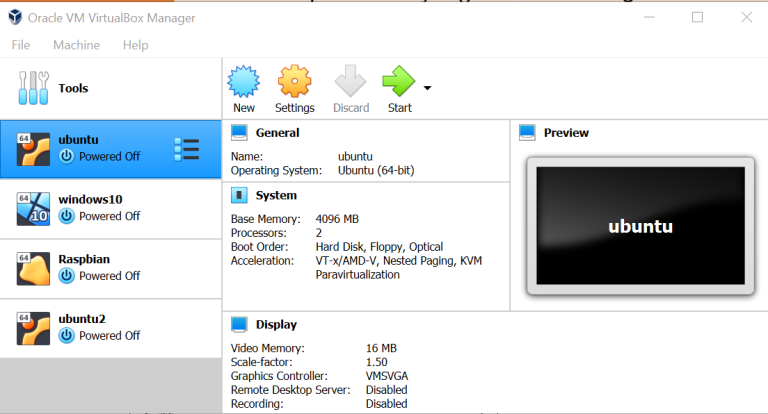 Oracle VM VirtualBox Manager
File Machine Help
Tools
New Settings Discard Start
64 ubuntu
Powered Off
64 10 windows10
Powered Off
64 Raspbian
Powered Off
64 ubuntu2
Powered Off
General
Name: ubuntu
Operating System: Ubuntu (64-bit)
System
Base Memory: 4096 MB
Processors: 2
Boot Order: Hard Disk, Floppy, Optical
Acceleration: VT-x/AMD-V, Nested Paging, KVM
Paravirtualization
Display
Video Memory: 16 MB
Scale-factor: 1.50
Graphics Controller: VMSVGA
Remote Desktop Server: Disabled
Recording: Disabled
Preview
ubuntu